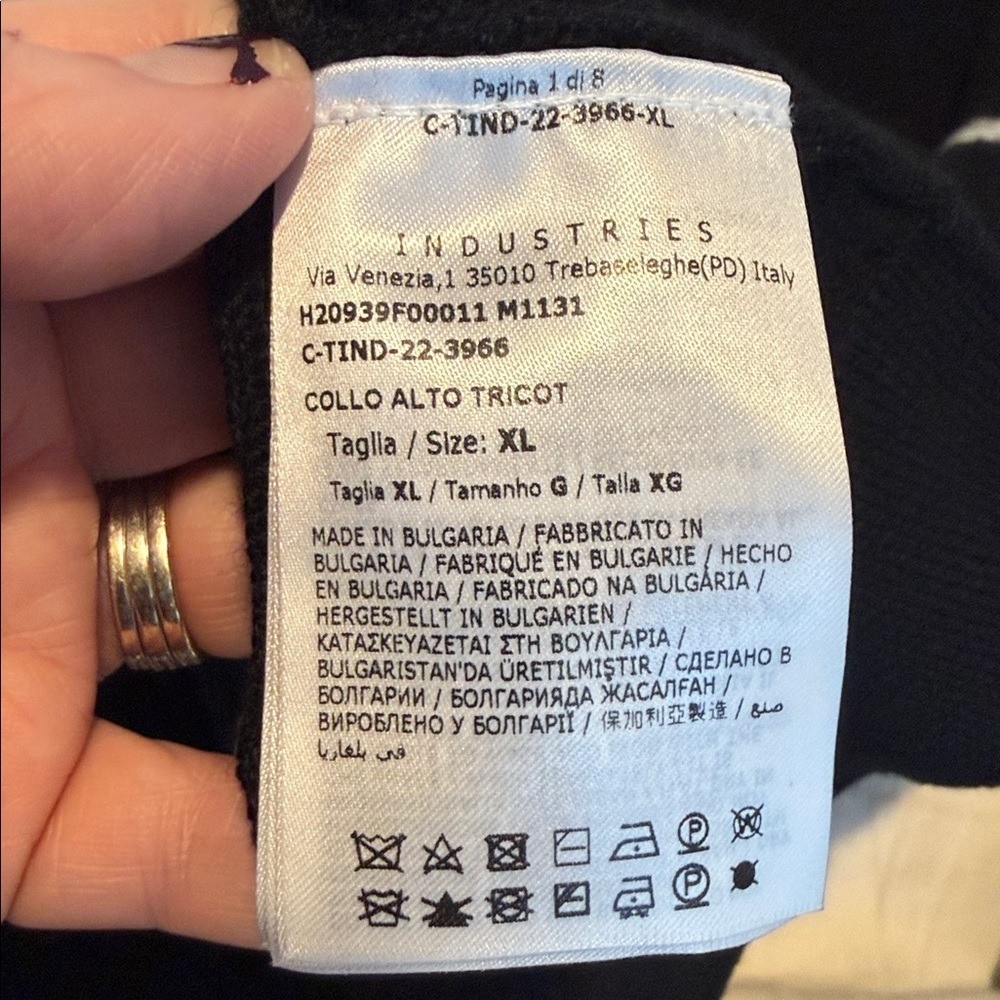 Pagina 1 di 8
C-TIND-22-3966-XL
INDUSTRIES
Via Venezia,1 35010 Trebaseleghe(PD) Italy
H20939F00011 M1131
C-TIND-22-3966
COLLO ALTO TRICOT
Taglia / Size: XL
Taglia XL / Tamanho G / Talla XG
MADE IN BULGARIA / FABBRICATO IN
BULGARIA / FABRIQUÉ EN BULGARIE / HECHO
EN BULGARIA / FABRICADO NA BULGÁRIA /
HERGESTELLT IN BULGARIEN /
ΚΑΤΑΣΚΕΥΑΖΕΤΑΙ ΣΤΗ ΒΟΥΛΓΑΡΙΑ /
BULGARISTAN'DA ÜRETILMIŞTIR / СДЕЛАНО В
БОЛГАРИИ / БОЛГАРИЯДА ЖАСАЛҒАН /
ВИРОБЛЕНО У БОЛГАРІЇ / 保加利亞製造 / صنع
في بلغاريا
P W
P